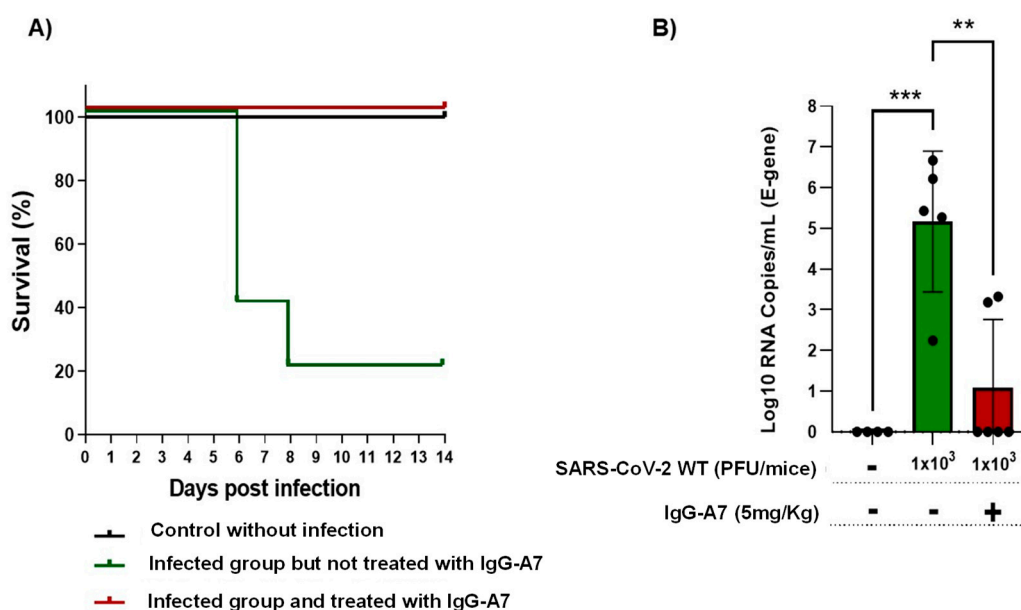 A)
Survival (%)
100
80
60
40
20
0
0 1 2 3 4 5 6 7 8 9 10 11 12 13 14
Days post infection
Control without infection
Infected group but not treated with IgG-A7
Infected group and treated with IgG-A7
B)
**
***
Log10 RNA Copies/mL (E-gene)
8
7
6
5
4
3
2
1
0
SARS-CoV-2 WT (PFU/mice) - 1x10³ 1x10³
IgG-A7 (5mg/Kg) - - +